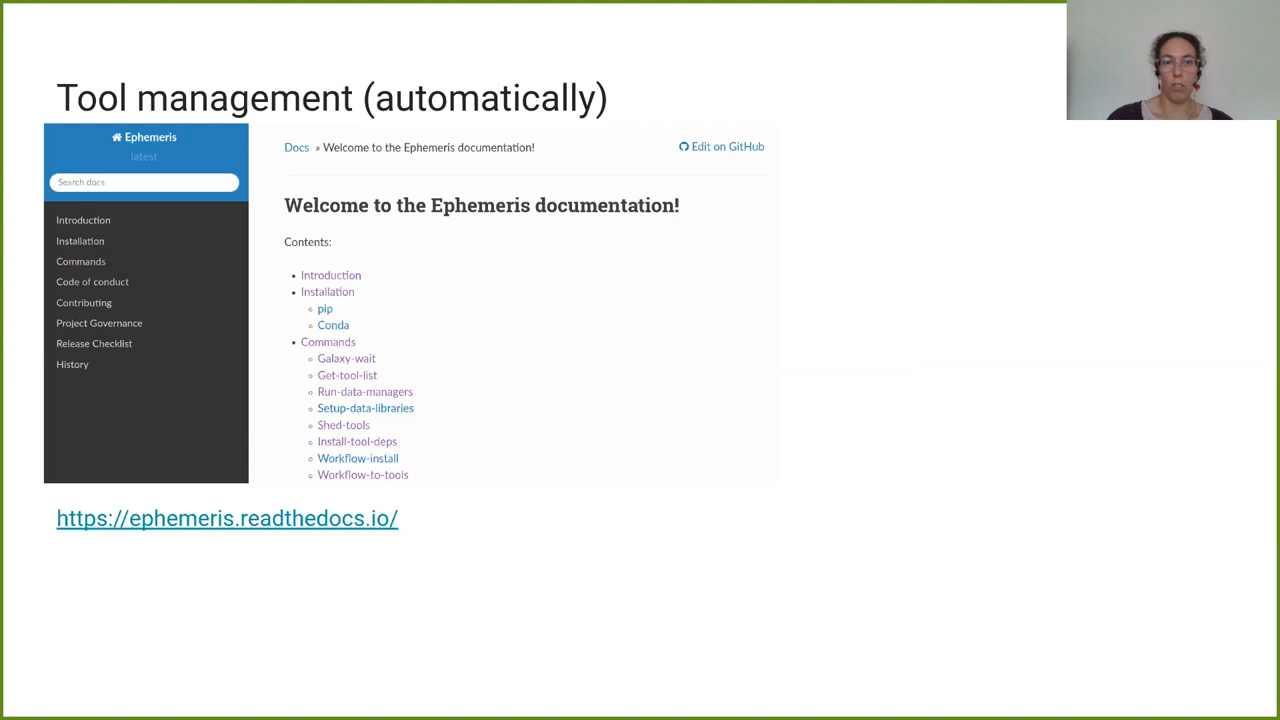 Tool management (automatically)
Ephemeris
latest
Search docs
Introduction
Installation
Commands
Code of conduct
Contributing
Project Governance
Release Checklist
History
Docs » Welcome to the Ephemeris documentation!
Edit on GitHub
Welcome to the Ephemeris documentation!
Contents:
Introduction
Installation
pip
Conda
Commands
Galaxy-wait
Get-tool-list
Run-data-managers
Setup-data-libraries
Shed-tools
Install-tool-deps
Workflow-install
Workflow-to-tools
https://ephemeris.readthedocs.io/